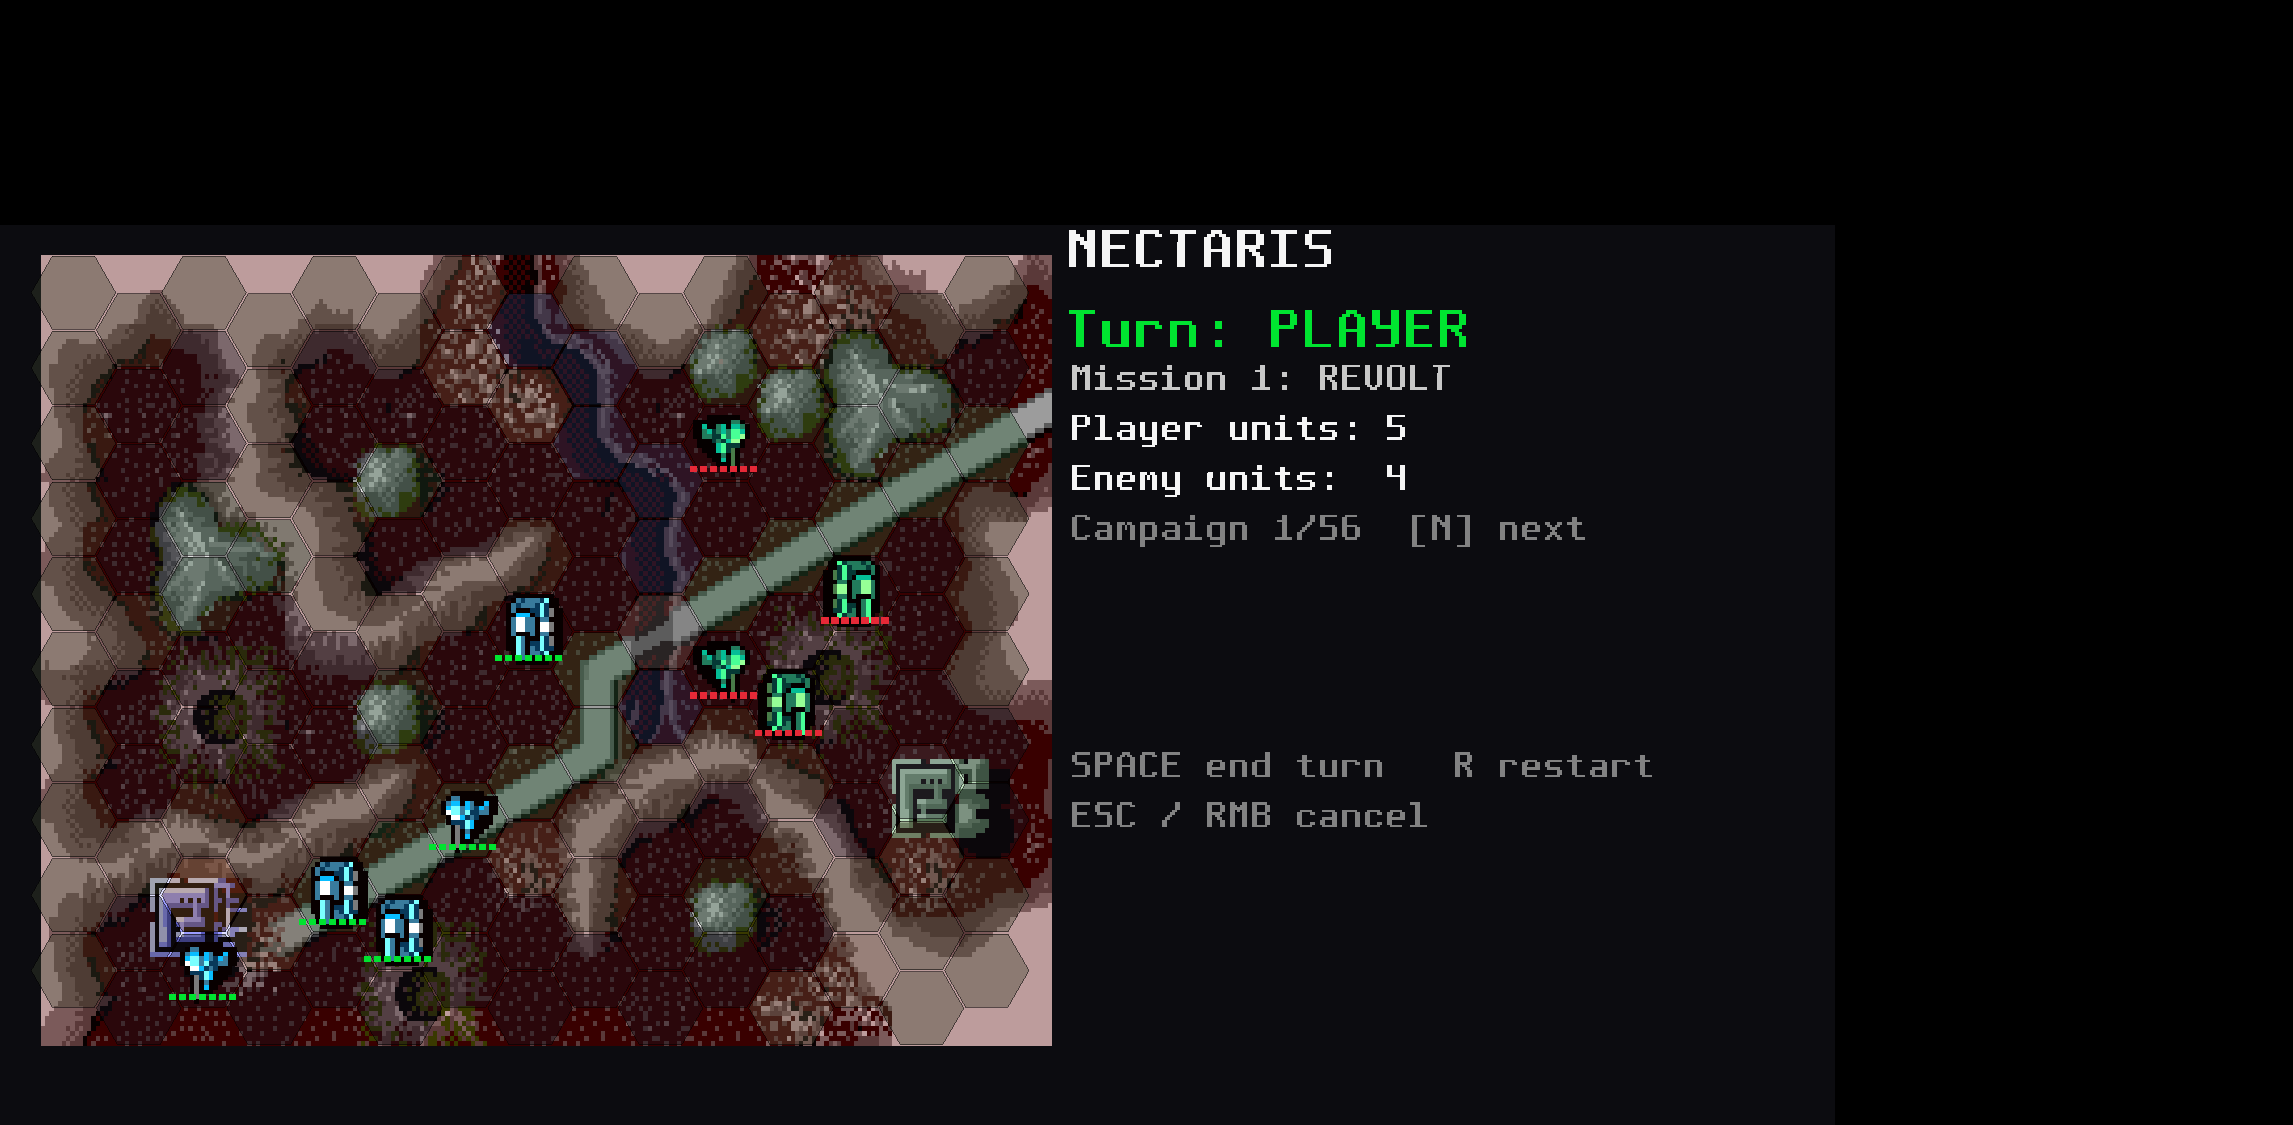 NECTARIS
Turn: PLAYER
Mission 1: REVOLT
Player units: 5
Enemy units: 4
Campaign 1/56 [N] next
SPACE end turn R restart
ESC / RMB cancel